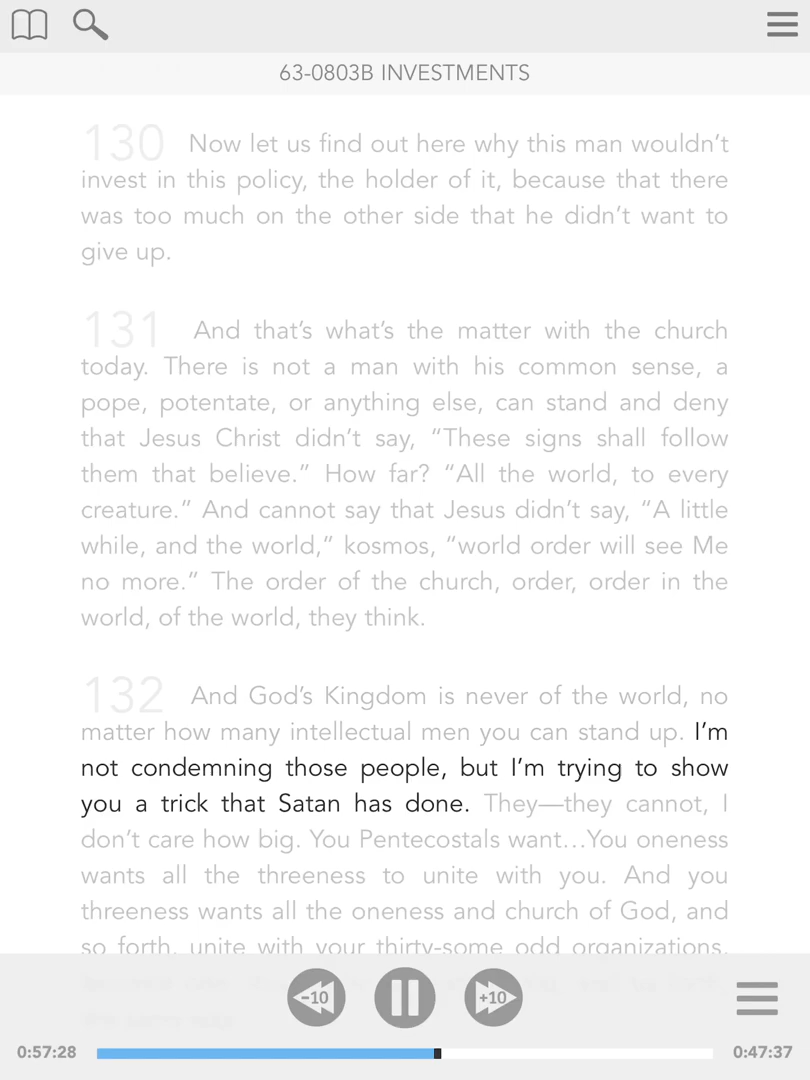 63-0803B INVESTMENTS
130 Now let us find out here why this man wouldn’t
invest in this policy, the holder of it, because that there
was too much on the other side that he didn’t want to
give up.
131 And that’s what’s the matter with the church
today. There is not a man with his common sense, a
pope, potentate, or anything else, can stand and deny
that Jesus Christ didn’t say, “These signs shall follow
them that believe.” How far? “All the world, to every
creature.” And cannot say that Jesus didn’t say, “A little
while, and the world,” kosmos, “world order will see Me
no more.” The order of the church, order, order in the
world, of the world, they think.
132 And God’s Kingdom is never of the world, no
matter how many intellectual men you can stand up. I’m
not condemning those people, but I’m trying to show
you a trick that Satan has done. They—they cannot, I
don’t care how big. You Pentecostals want…You oneness
wants all the threeness to unite with you. And you
threeness wants all the oneness and church of God, and
so forth, unite with your thirty-some odd organizations,
-10 +10
0:57:28 0:47:37